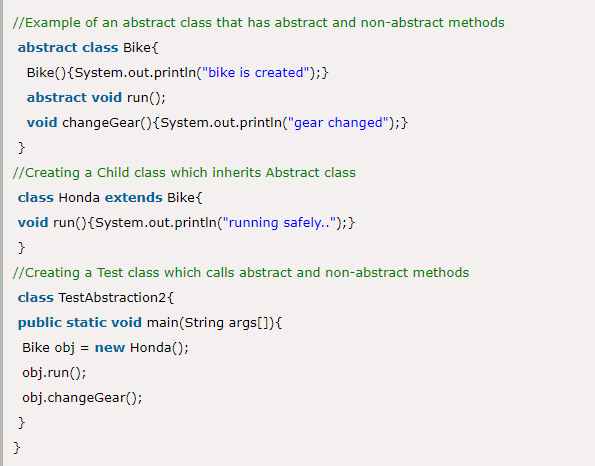 //Example of an abstract class that has abstract and non-abstract methods
abstract class Bike{
Bike(){System.out.println("bike is created");}
abstract void run();
void changeGear(){System.out.println("gear changed");}
}
//Creating a Child class which inherits Abstract class
class Honda extends Bike{
void run(){System.out.println("running safely..");}
}
//Creating a Test class which calls abstract and non-abstract methods
class TestAbstraction2{
public static void main(String args[]){
Bike obj = new Honda();
obj.run();
obj.changeGear();
}
}